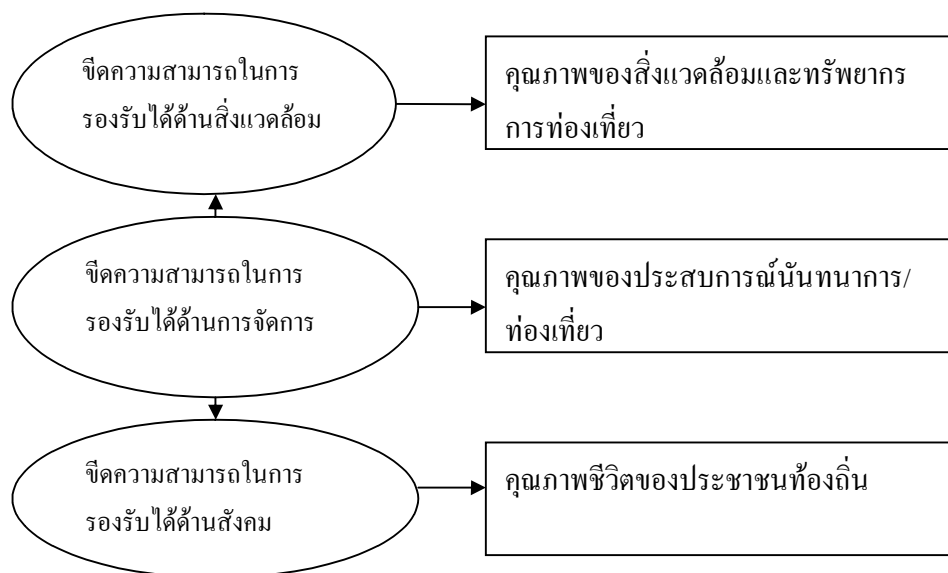 ขีดความสามารถในการ
รองรับได้ด้านสิ่งแวดล้อม
คุณภาพของสิ่งแวดล้อมและทรัพยากร
การท่องเที่ยว
ขีดความสามารถในการ
รองรับได้ด้านการจัดการ
คุณภาพของประสบการณ์นันทนาการ/
ท่องเที่ยว
ขีดความสามารถในการ
รองรับได้ด้านสังคม
คุณภาพชีวิตของประชาชนท้องถิ่น